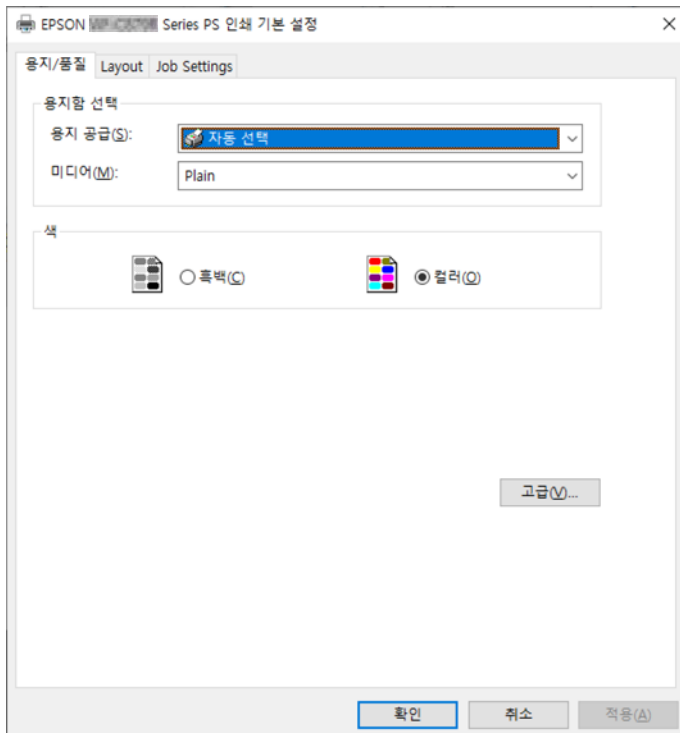 EPSON Series PS 인쇄 기본 설정
용지/품질 Layout Job Settings
용지함 선택
용지 공급(S): 자동 선택
미디어(M): Plain
색
흑백(C) 컬러(O)
고급(V)...
확인 취소 적용(A)